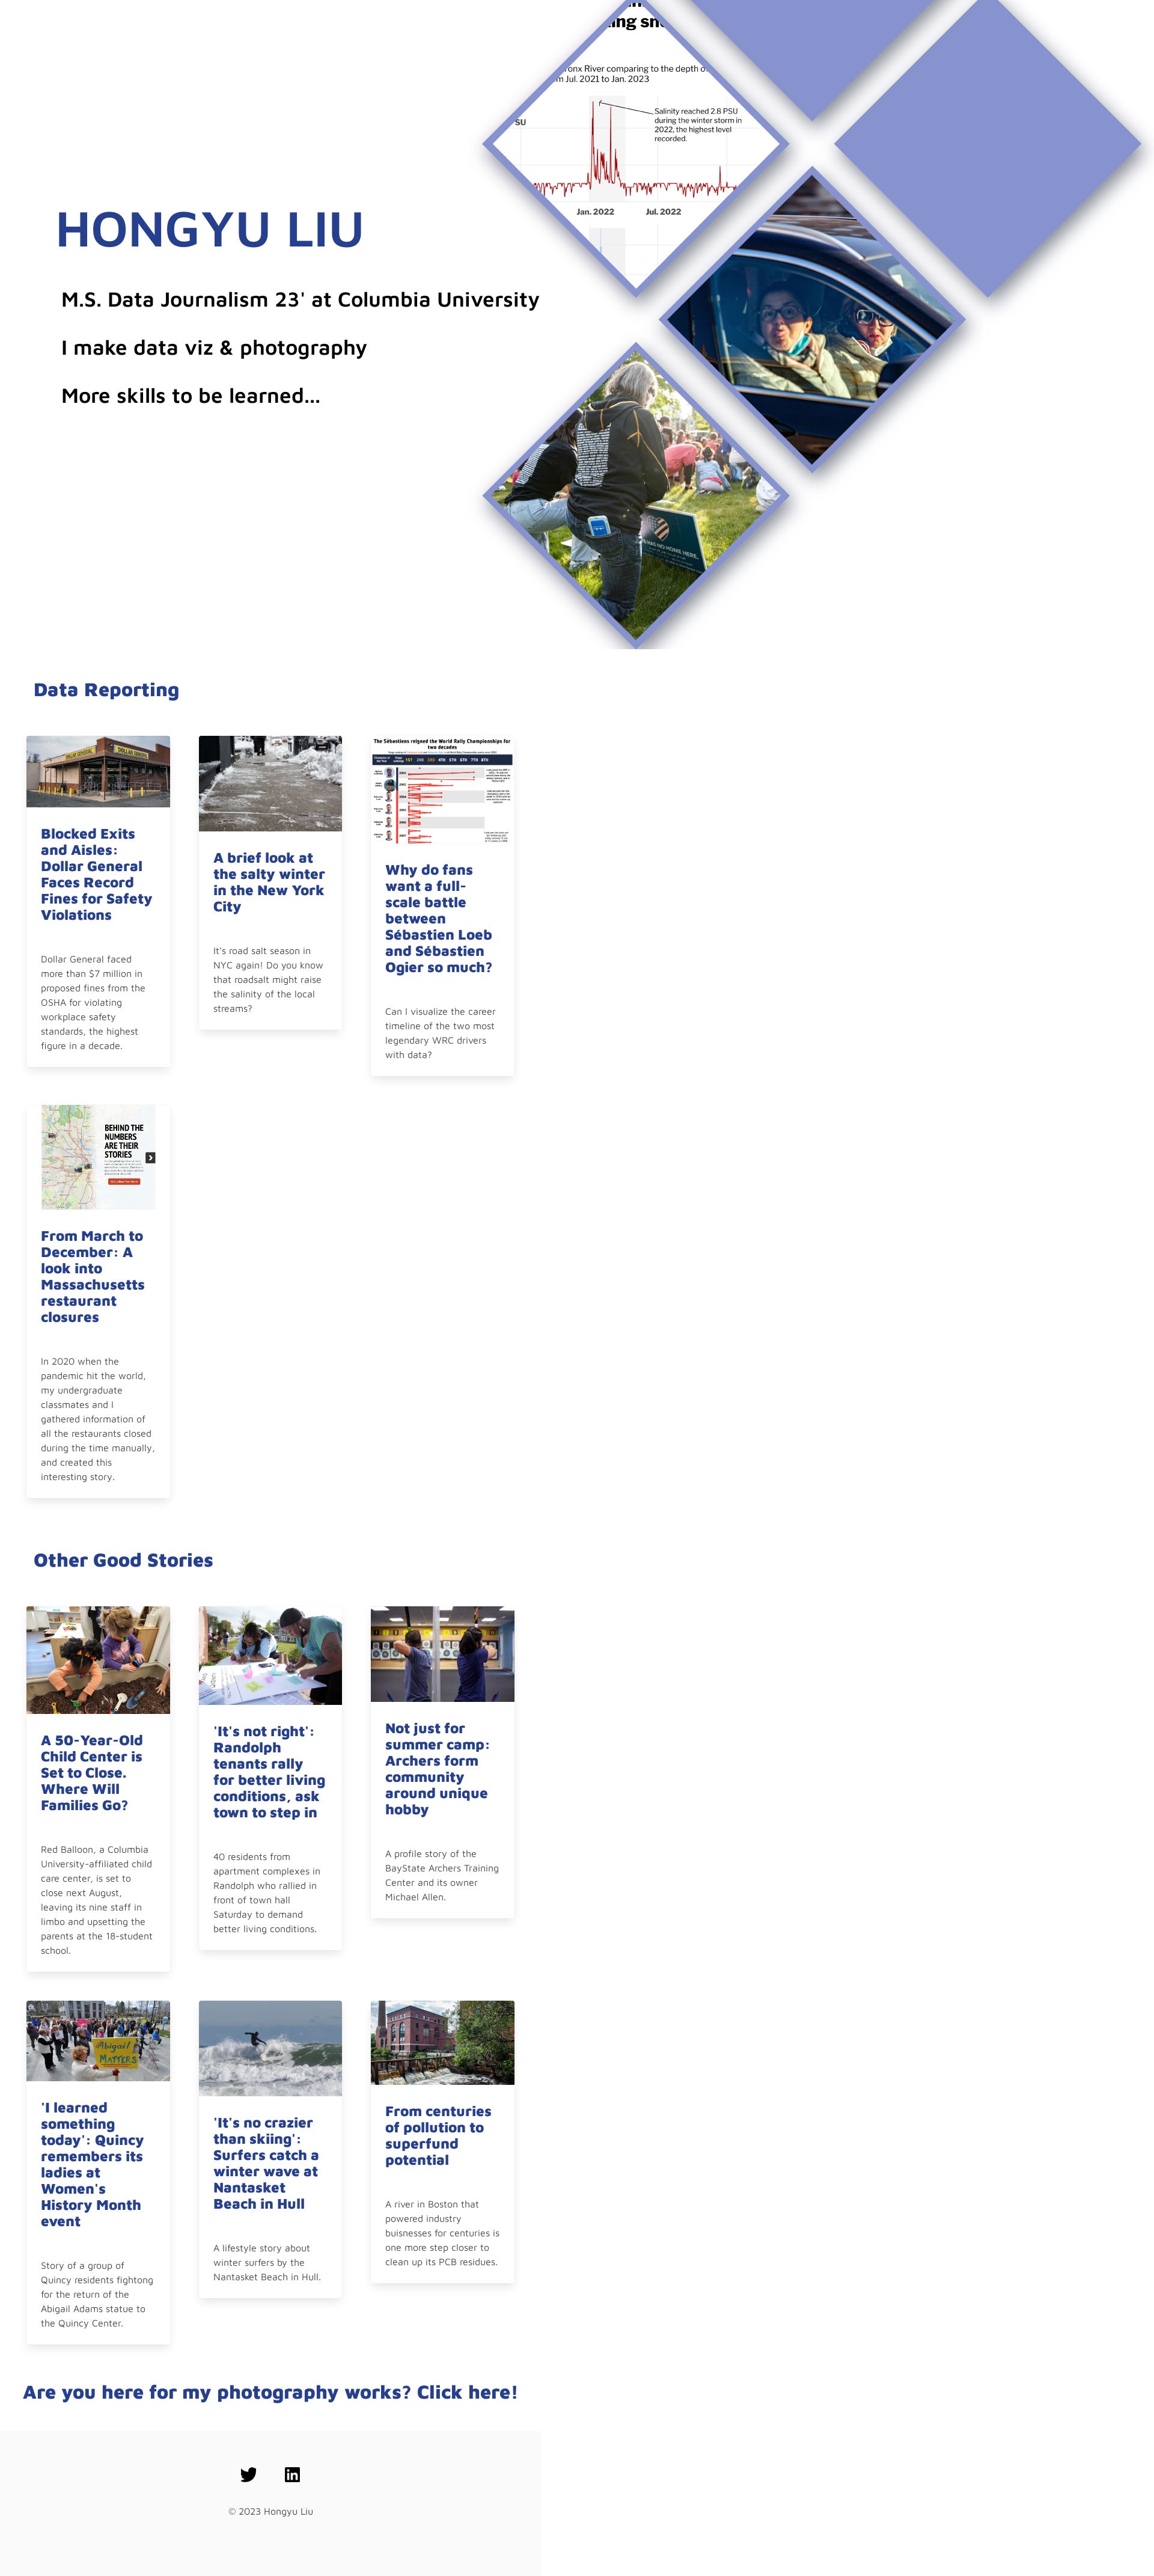 ing sno
onx River comparing to the depth o
m Jul. 2021 to Jan. 2023
SU
Salinity reached 2.8 PSU
during the winter storm in
2022, the highest level
recorded.
Jan. 2022 Jul. 2022
HONGYU LIU
M.S. Data Journalism 23' at Columbia University
I make data viz & photography
More skills to be learned...
HAS NO HOME HERE
Data Reporting
DOLLAR GENERAL
DOLLAR GENERAL
The Sébastiens reigned the World Rally Championships for
two decades
1ST 2ND 3RD 4TH 5TH 6TH 7TH 8TH
Blocked Exits
and Aisles:
Dollar General
Faces Record
Fines for Safety
Violations
Dollar General faced
more than $7 million in
proposed fines from the
OSHA for violating
workplace safety
standards, the highest
figure in a decade.
A brief look at
the salty winter
in the New York
City
It's road salt season in
NYC again! Do you know
that roadsalt might raise
the salinity of the local
streams?
Why do fans
want a full-
scale battle
between
Sébastien Loeb
and Sébastien
Ogier so much?
Can I visualize the career
timeline of the two most
legendary WRC drivers
with data?
BEHIND THE
NUMBERS
ARE THEIR
STORIES
From March to
December: A
look into
Massachusetts
restaurant
closures
In 2020 when the
pandemic hit the world,
my undergraduate
classmates and I
gathered information of
all the restaurants closed
during the time manually,
and created this
interesting story.
Other Good Stories
A 50-Year-Old
Child Center is
Set to Close.
Where Will
Families Go?
Red Balloon, a Columbia
University-affiliated child
care center, is set to
close next August,
leaving its nine staff in
limbo and upsetting the
parents at the 18-student
school.
'It's not right':
Randolph
tenants rally
for better living
conditions, ask
town to step in
40 residents from
apartment complexes in
Randolph who rallied in
front of town hall
Saturday to demand
better living conditions.
Not just for
summer camp:
Archers form
community
around unique
hobby
A profile story of the
BayState Archers Training
Center and its owner
Michael Allen.
Abigail
MATTERS
'I learned
something
today': Quincy
remembers its
ladies at
Women's
History Month
event
Story of a group of
Quincy residents fightong
for the return of the
Abigail Adams statue to
the Quincy Center.
'It's no crazier
than skiing':
Surfers catch a
winter wave at
Nantasket
Beach in Hull
A lifestyle story about
winter surfers by the
Nantasket Beach in Hull.
From centuries
of pollution to
superfund
potential
A river in Boston that
powered industry
buisnesses for centuries is
one more step closer to
clean up its PCB residues.
Are you here for my photography works? Click here!
© 2023 Hongyu Liu